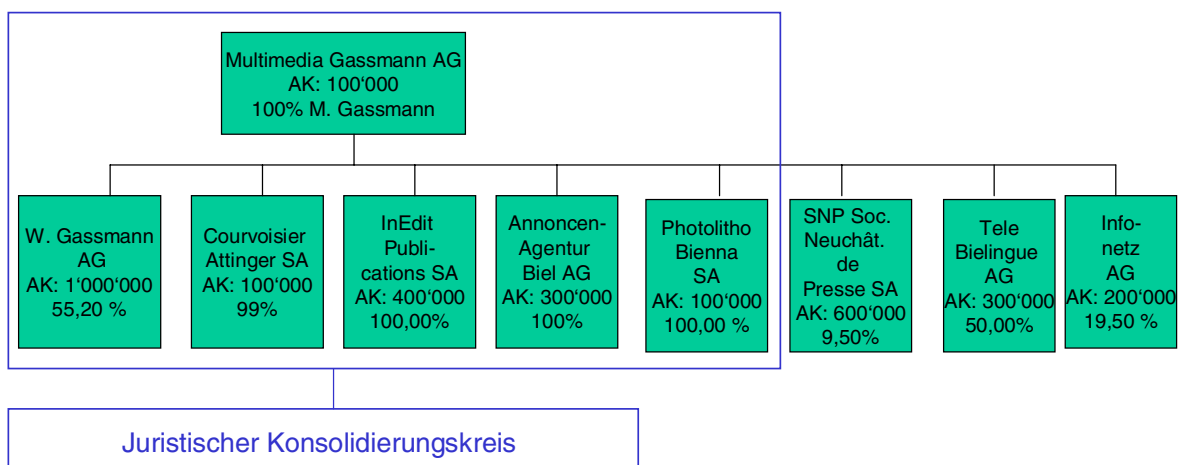 Multimedia Gassmann AG
AK: 100‘000
100% M. Gassmann
W. Gassmann
AG
AK: 1‘000‘000
55,20 %
Courvoisier
Attinger SA
AK: 100‘000
99%
InEdit
Publi-
cations SA
AK: 400‘000
100,00%
Annoncen-
Agentur
Biel AG
AK: 300‘000
100%
Photolitho
Bienna
SA
AK: 100‘000
100,00 %
SNP Soc.
Neuchât.
de
Presse SA
AK: 600‘000
9,50%
Tele
Bielingue
AG
AK: 300‘000
50,00%
Info-
netz
AG
AK: 200‘000
19,50 %
Juristischer Konsolidierungskreis